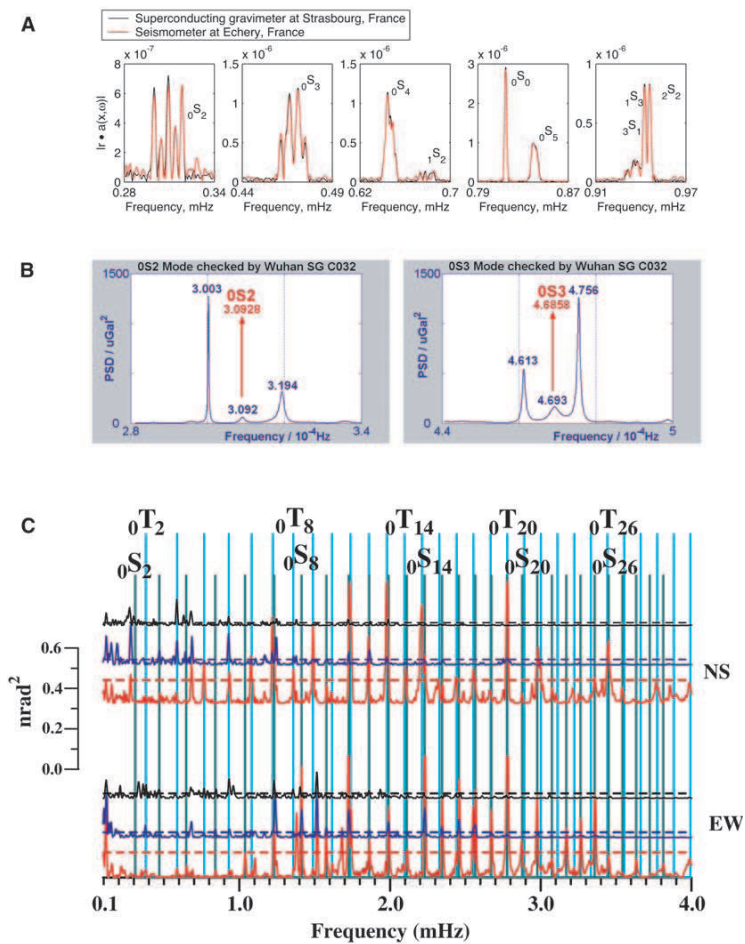 Superconducting gravimeter at Strasbourg, France
Seismometer at Echery, France
A
x 10⁻⁷ x 10⁻⁶ x 10⁻⁶ x 10⁻⁶ x 10⁻⁶
|r • a(x,ω)|
8 6 4 2 0
₀S₂
0.28 0.34
Frequency, mHz
1.5 1 0.5 0
₀S₃
0.44 0.49
Frequency, mHz
1.5 1 0.5 0
₀S₄
₁S₂
0.62 0.7
Frequency, mHz
3 2 1 0
₀S₀
₀S₅
0.79 0.87
Frequency, mHz
1 0.5 0
₁S₃ ₂S₂
₃S₁
0.91 0.97
Frequency, mHz
B
0S2 Mode checked by Wuhan SG C032
1500
PSD / uGal²
3.003
0S2
3.0928
3.092
3.194
0
2.8 3.4
Frequency / 10⁻⁴Hz
0S3 Mode checked by Wuhan SG C032
1500
PSD / uGal²
4.613
0S3
4.6858
4.693
4.756
0
4.4 5
Frequency / 10⁻⁴Hz
C
₀T₂ ₀T₈ ₀T₁₄ ₀T₂₀ ₀T₂₆
₀S₂ ₀S₈ ₀S₁₄ ₀S₂₀ ₀S₂₆
nrad²
0.6
0.4
0.2
0.0
NS
EW
0.1 1.0 2.0 3.0 4.0
Frequency (mHz)